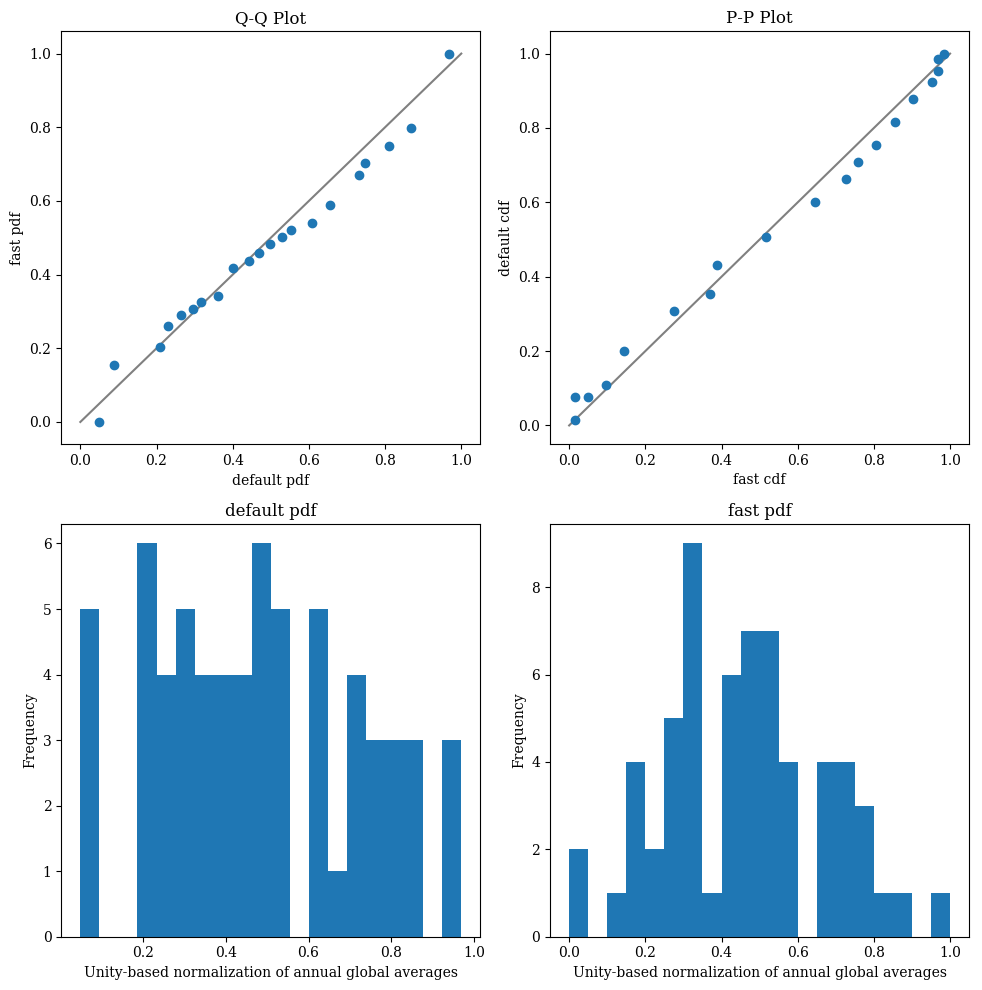 Q-Q Plot
1.0
0.8
0.6
0.4
0.2
0.0
fast pdf
0.0 0.2 0.4 0.6 0.8 1.0
default pdf
P-P Plot
1.0
0.8
0.6
0.4
0.2
0.0
default cdf
0.0 0.2 0.4 0.6 0.8 1.0
fast cdf
default pdf
6
5
4
3
2
1
0
Frequency
0.2 0.4 0.6 0.8 1.0
Unity-based normalization of annual global averages
fast pdf
8
6
4
2
0
Frequency
0.0 0.2 0.4 0.6 0.8 1.0
Unity-based normalization of annual global averages